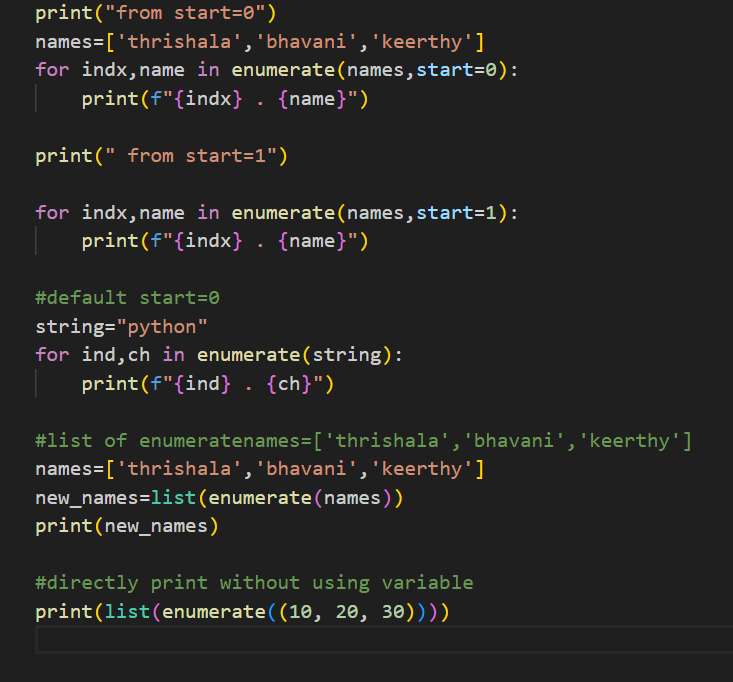 print("from start=0")
names=['thrishala','bhavani','keerthy']
for indx,name in enumerate(names,start=0):
    print(f"{indx} . {name}")
print(" from start=1")
for indx,name in enumerate(names,start=1):
    print(f"{indx} . {name}")
#default start=0
string="python"
for ind,ch in enumerate(string):
    print(f"{ind} . {ch}")
#list of enumeratenames=['thrishala','bhavani','keerthy']
names=['thrishala','bhavani','keerthy']
new_names=list(enumerate(names))
print(new_names)
#directly print without using variable
print(list(enumerate((10, 20, 30))))